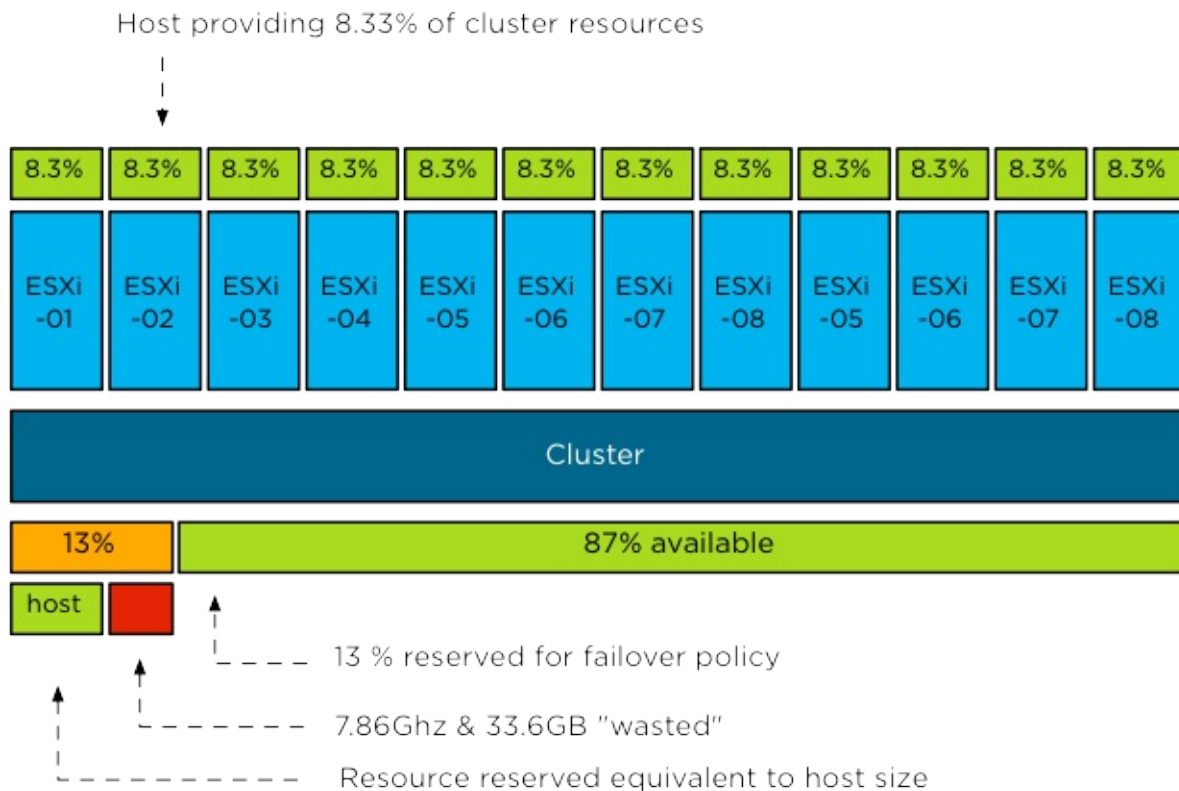 Host providing 8.33% of cluster resources
8.3% 8.3% 8.3% 8.3% 8.3% 8.3% 8.3% 8.3% 8.3% 8.3% 8.3% 8.3%
ESXi ESXi ESXi ESXi ESXi ESXi ESXi ESXi ESXi ESXi ESXi ESXi
-01 -02 -03 -04 -05 -06 -07 -08 -05 -06 -07 -08
Cluster
13% 87% available
host
13 % reserved for failover policy
7.86Ghz & 33.6GB "wasted"
Resource reserved equivalent to host size